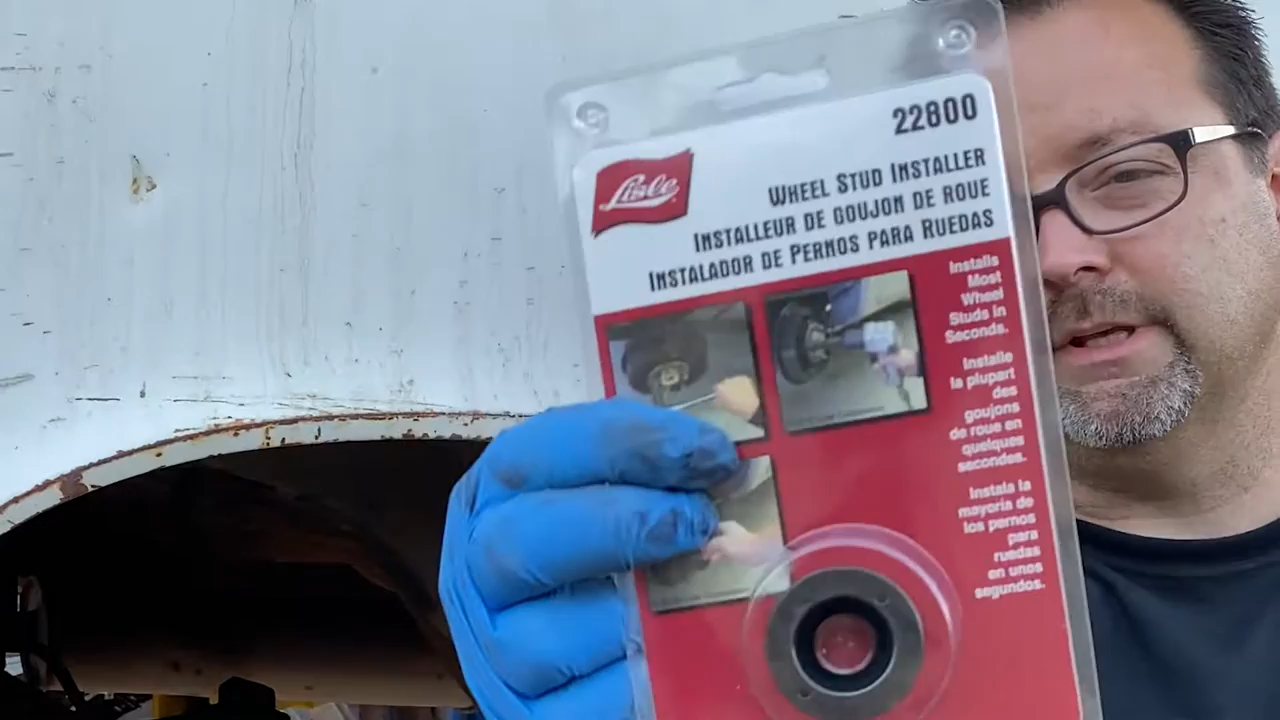 22800
Lisle
WHEEL STUD INSTALLER
INSTALLEUR DE GOUJON DE ROUE
INSTALADOR DE PERNOS PARA RUEDAS
Installs
Most
Wheel
Studs in
Seconds.
Installe
la plupart
des
goujons
de roue en
quelques
secondes.
Instala la
mayoría de
los pernos
para
ruedas
en unos
segundos.